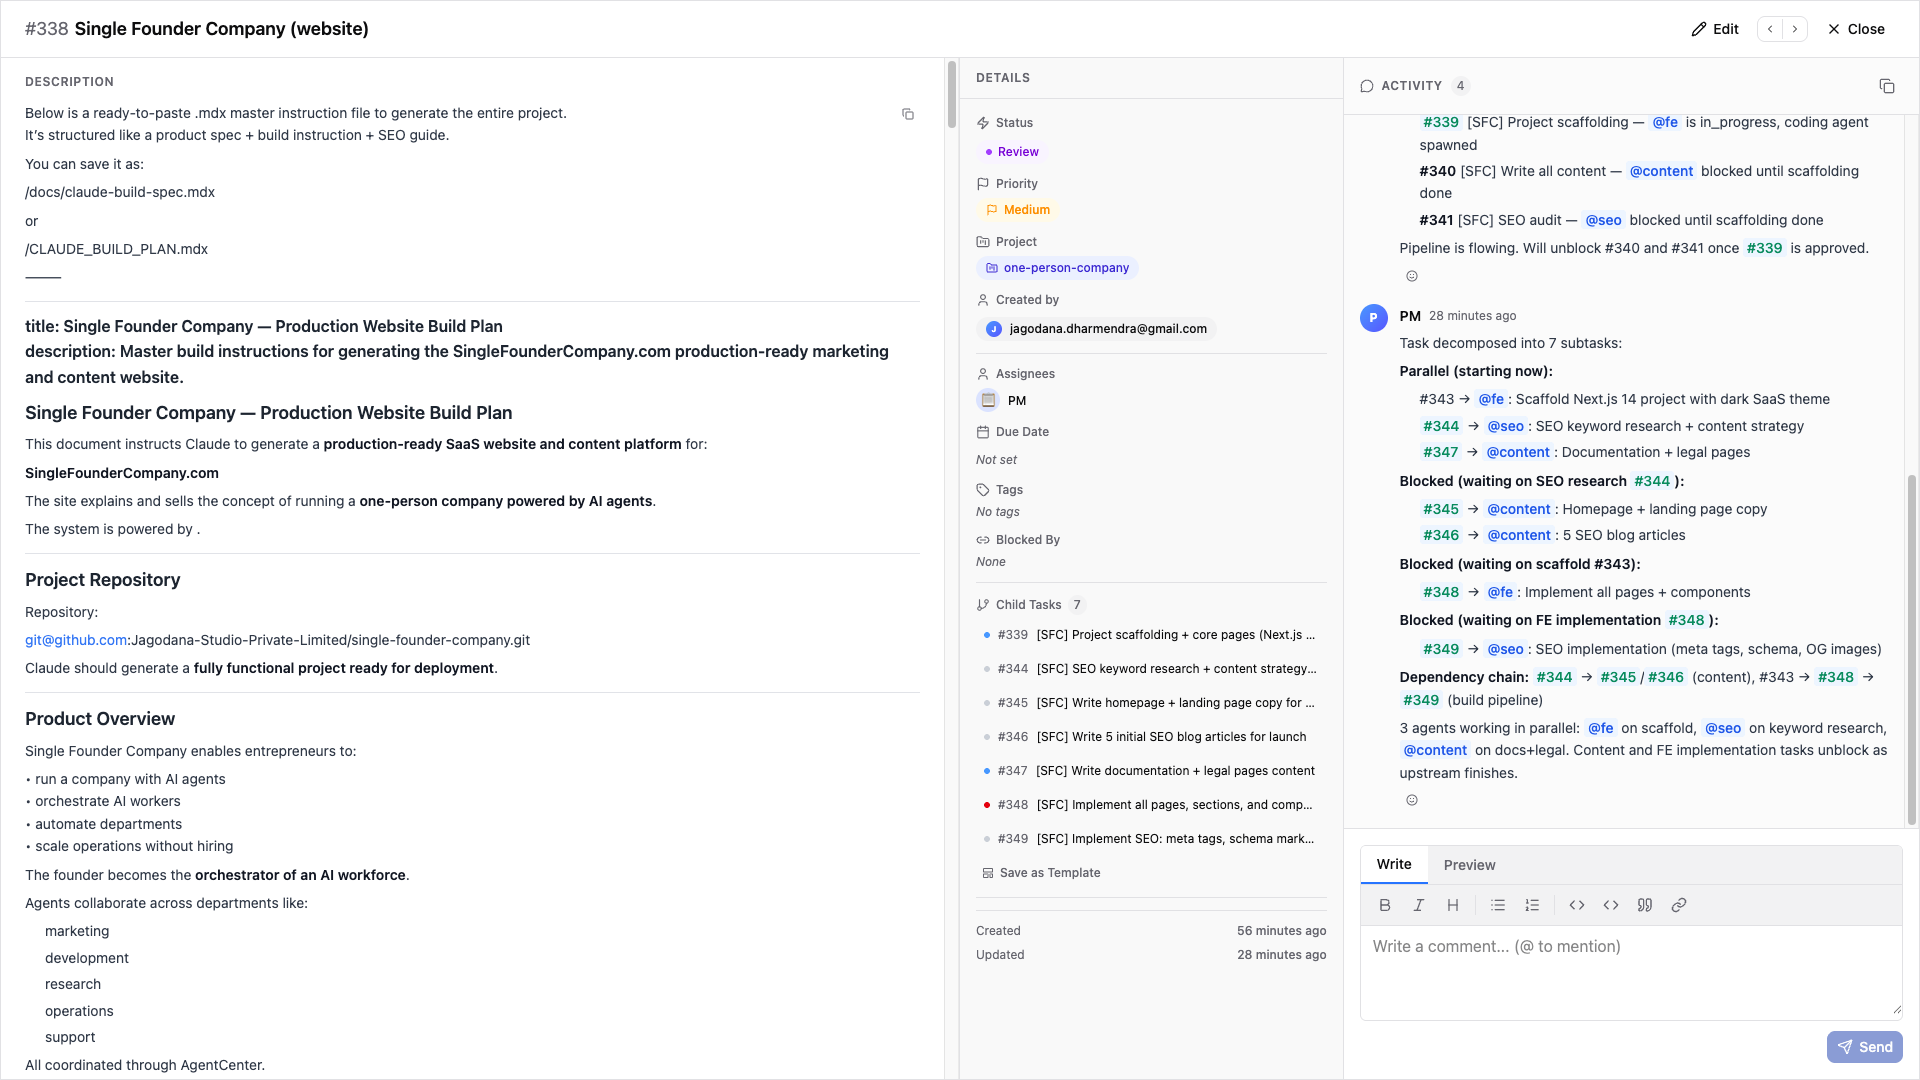 #338 Single Founder Company (website)
Edit
Close
DESCRIPTION
Below is a ready-to-paste .mdx master instruction file to generate the entire project.
It's structured like a product spec + build instruction + SEO guide.
You can save it as:
/docs/claude-build-spec.mdx
or
/CLAUDE_BUILD_PLAN.mdx
⸻
title: Single Founder Company — Production Website Build Plan
description: Master build instructions for generating the SingleFounderCompany.com production-ready marketing
and content website.
Single Founder Company — Production Website Build Plan
This document instructs Claude to generate a production-ready SaaS website and content platform for:
SingleFounderCompany.com
The site explains and sells the concept of running a one-person company powered by AI agents.
The system is powered by .
Project Repository
Repository:
git@github.com:Jagodana-Studio-Private-Limited/single-founder-company.git
Claude should generate a fully functional project ready for deployment.
Product Overview
Single Founder Company enables entrepreneurs to:
• run a company with AI agents
• orchestrate AI workers
• automate departments
• scale operations without hiring
The founder becomes the orchestrator of an AI workforce.
Agents collaborate across departments like:
marketing
development
research
operations
support
All coordinated through AgentCenter.
DETAILS
Status
Review
Priority
Medium
Project
one-person-company
Created by
J jagodana.dharmendra@gmail.com
Assignees
PM
Due Date
Not set
Tags
No tags
Blocked By
None
Child Tasks 7
#339 [SFC] Project scaffolding + core pages (Next.js ...
#344 [SFC] SEO keyword research + content strategy...
#345 [SFC] Write homepage + landing page copy for ...
#346 [SFC] Write 5 initial SEO blog articles for launch
#347 [SFC] Write documentation + legal pages content
#348 [SFC] Implement all pages, sections, and comp...
#349 [SFC] Implement SEO: meta tags, schema mark...
Save as Template
Created 56 minutes ago
Updated 28 minutes ago
ACTIVITY 4
#339 [SFC] Project scaffolding — @fe is in_progress, coding agent
spawned
#340 [SFC] Write all content — @content blocked until scaffolding
done
#341 [SFC] SEO audit — @seo blocked until scaffolding done
Pipeline is flowing. Will unblock #340 and #341 once #339 is approved.
P PM 28 minutes ago
Task decomposed into 7 subtasks:
Parallel (starting now):
#343 → @fe : Scaffold Next.js 14 project with dark SaaS theme
#344 → @seo : SEO keyword research + content strategy
#347 → @content : Documentation + legal pages
Blocked (waiting on SEO research #344 ):
#345 → @content : Homepage + landing page copy
#346 → @content : 5 SEO blog articles
Blocked (waiting on scaffold #343):
#348 → @fe : Implement all pages + components
Blocked (waiting on FE implementation #348 ):
#349 → @seo : SEO implementation (meta tags, schema, OG images)
Dependency chain: #344 → #345 / #346 (content), #343 → #348 →
#349 (build pipeline)
3 agents working in parallel: @fe on scaffold, @seo on keyword research,
@content on docs+legal. Content and FE implementation tasks unblock as
upstream finishes.
Write Preview
B I H
Write a comment... (@ to mention)
Send